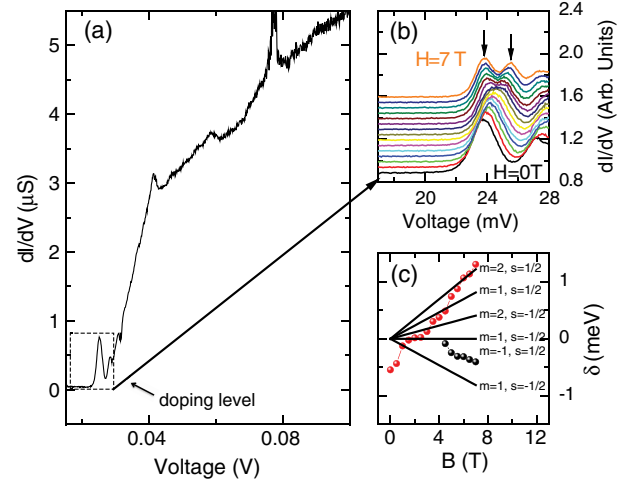 (a)
5
4
3
2
1
0
dI/dV (μS)
0.04
0.08
Voltage (V)
doping level
(b)
H=7 T
H=0T
2.4
2.0
1.6
1.2
0.8
dI/dV (Arb. Units)
20
24
28
Voltage (mV)
(c)
m=2, s=1/2
m=1, s=1/2
m=2, s=-1/2
m=1, s=-1/2
m=-1, s=1/2
m=1, s=-1/2
1
0
-1
δ (meV)
0
4
8
12
B (T)